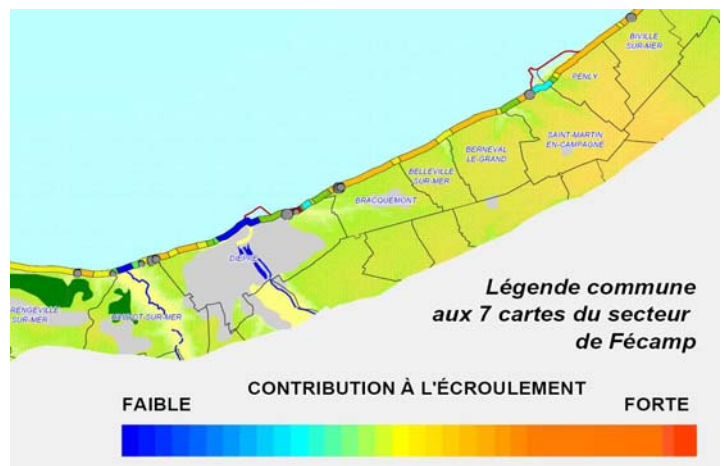 BIVILLE
SUR-MER
PENLY
SAINT-MARTIN
EN-CAMPAGNE
BERNEVAL
LE-GRAND
BELLEVILLE
SUR-MER
BRACQUEMONT
DIEPPE
RENGEVILLE
SUR-MER
SUR-MER
Légende commune
aux 7 cartes du secteur
de Fécamp
CONTRIBUTION À L'ÉCROULEMENT
FAIBLE
FORTE